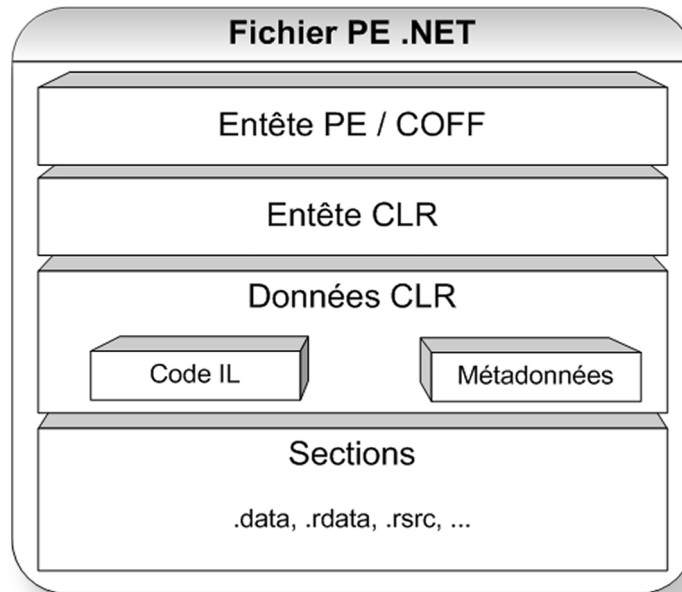 Fichier PE .NET
Entête PE / COFF
Entête CLR
Données CLR
Code IL
Métadonnées
Sections
.data, .rdata, .rsrc, ...